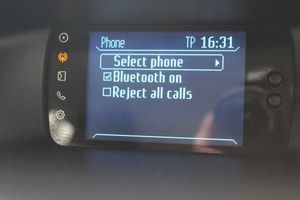 Phone TP 16:31
Select phone
Bluetooth on
Reject all calls